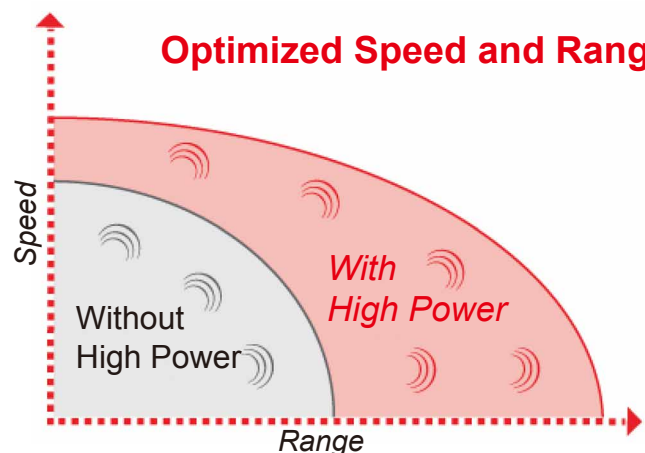 Optimized Speed and Rang
Speed
With
High Power
Without
High Power
Range